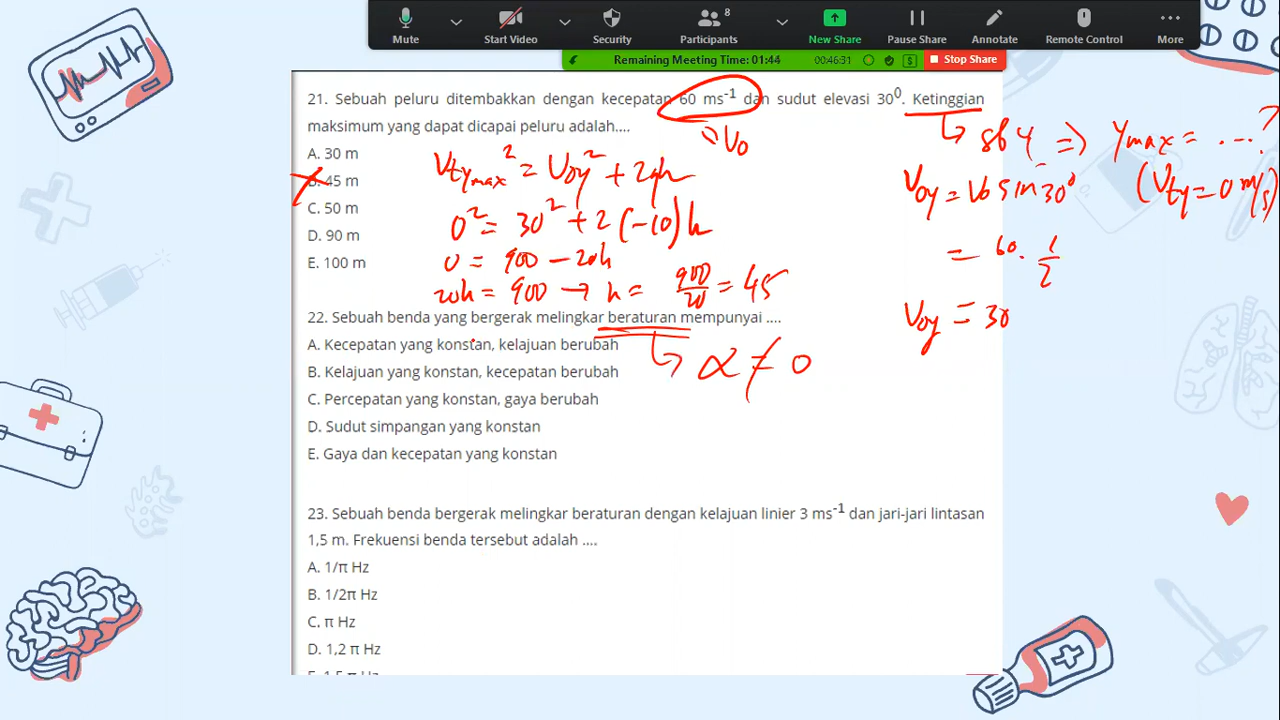 Mute
Start Video
Security
Participants
8
New Share
Pause Share
Annotate
Remote Control
More
Remaining Meeting Time: 01:44
00:46:31
Stop Share
21. Sebuah peluru ditembakkan dengan kecepatan 60 ms⁻¹ dan sudut elevasi 30⁰. Ketinggian
maksimum yang dapat dicapai peluru adalah....
A. 30 m
B. 45 m
C. 50 m
D. 90 m
E. 100 m
V₀
sb y ⇒ ymax = ....?
(Vty = 0 m/s)
Vty max² = Voy² + 2gh
0² = 30² + 2(-10)h
0 = 900 - 20h
20h = 900 → h = 900/20 = 45
Voy = Vo sin 30⁰
= 60 . 1/2
Voy = 30
22. Sebuah benda yang bergerak melingkar beraturan mempunyai ....
A. Kecepatan yang konstan, kelajuan berubah
B. Kelajuan yang konstan, kecepatan berubah
C. Percepatan yang konstan, gaya berubah
D. Sudut simpangan yang konstan
E. Gaya dan kecepatan yang konstan
α ≠ 0
23. Sebuah benda bergerak melingkar beraturan dengan kelajuan linier 3 ms⁻¹ dan jari-jari lintasan
1,5 m. Frekuensi benda tersebut adalah ....
A. 1/π Hz
B. 1/2π Hz
C. π Hz
D. 1,2 π Hz